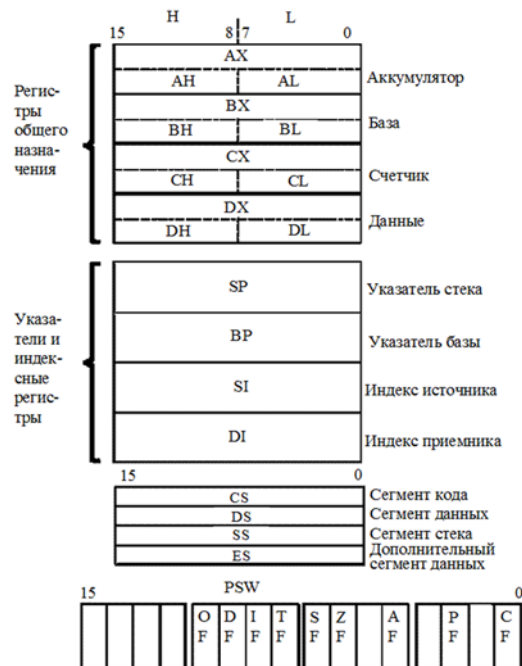 H L
15 8 7 0
AX
AH AL
Аккумулятор
BX
BH BL
База
CX
CH CL
Счетчик
DX
DH DL
Данные
Регис-
тры
общего
назна-
чения
SP
Указатель стека
BP
Указатель базы
SI
Индекс источника
DI
Индекс приемника
Указа-
тели и
индек-
сные
регис-
тры
15 0
CS
Сегмент кода
DS
Сегмент данных
SS
Сегмент стека
ES
Дополнительный
сегмент данных
PSW
15 0
O D I T S Z A P C
F F F F F F F F F